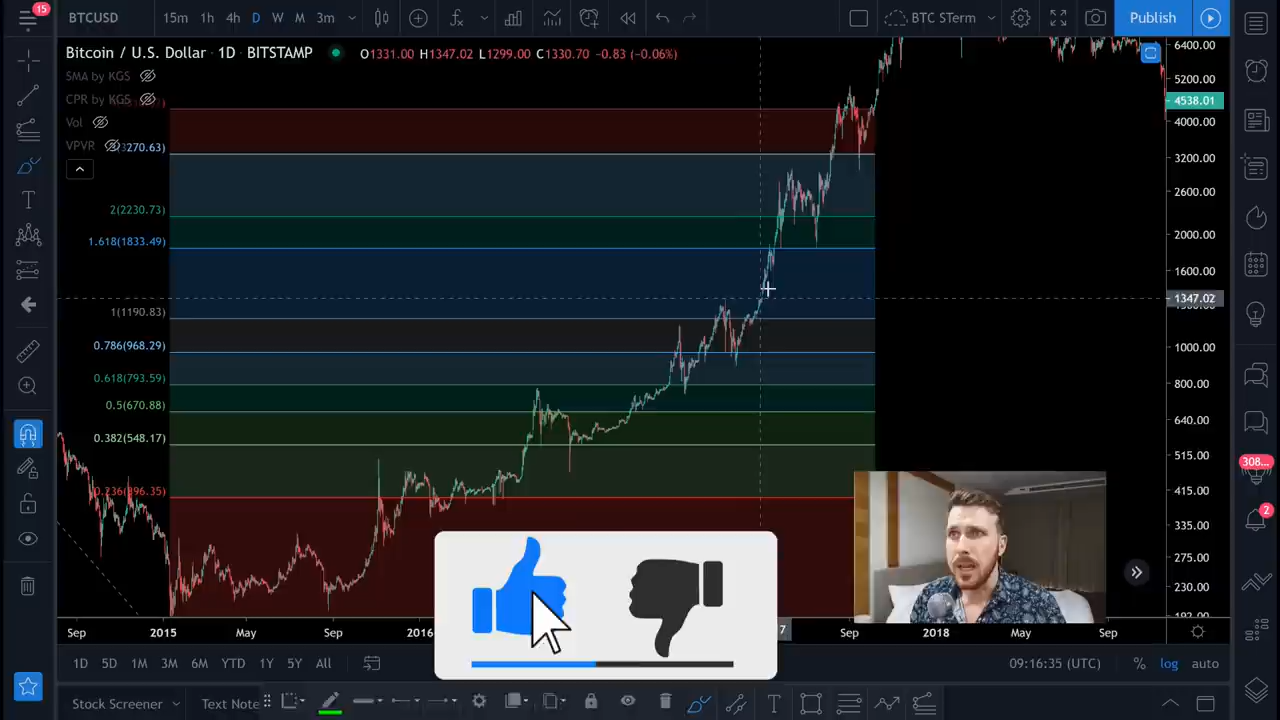 15
BTCUSD
15m 1h 4h D W M 3m
BTC STerm
Publish
Bitcoin / U.S. Dollar · 1D · BITSTAMP
O1331.00 H1347.02 L1299.00 C1330.70 -0.83 (-0.06%)
SMA by KGS
CPR by KGS
Vol
VPVR
3270.63)
2(2230.73)
1.618(1833.49)
1(1190.83)
0.786(968.29)
0.618(793.59)
0.5(670.88)
0.382(548.17)
0.236(396.35)
6400.00
5200.00
4538.01
4000.00
3200.00
2600.00
2000.00
1600.00
1347.02
1000.00
800.00
640.00
515.00
415.00
335.00
275.00
230.00
308...
2
Sep 2015 May Sep 2016 7 Sep 2018 May Sep
1D 5D 1M 3M 6M YTD 1Y 5Y All
09:16:35 (UTC) % log auto
Stock Screener Text Note